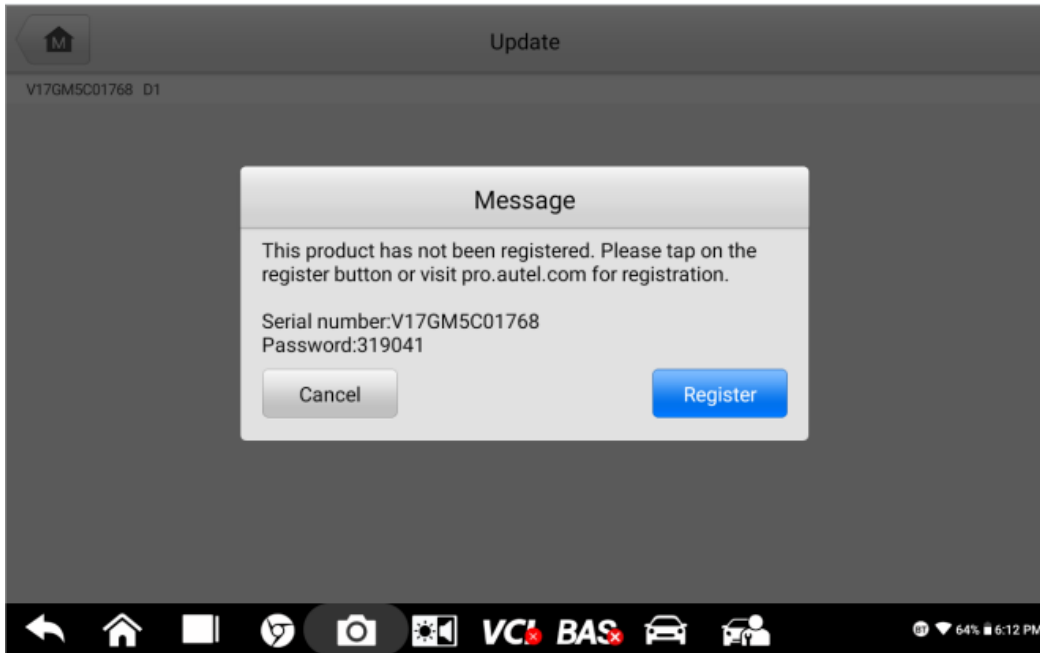 M
Update
V17GM5C01768 D1
Message
This product has not been registered. Please tap on the
register button or visit pro.autel.com for registration.
Serial number:V17GM5C01768
Password:319041
Cancel
Register
VCI BAS BT 64% 6:12 PM